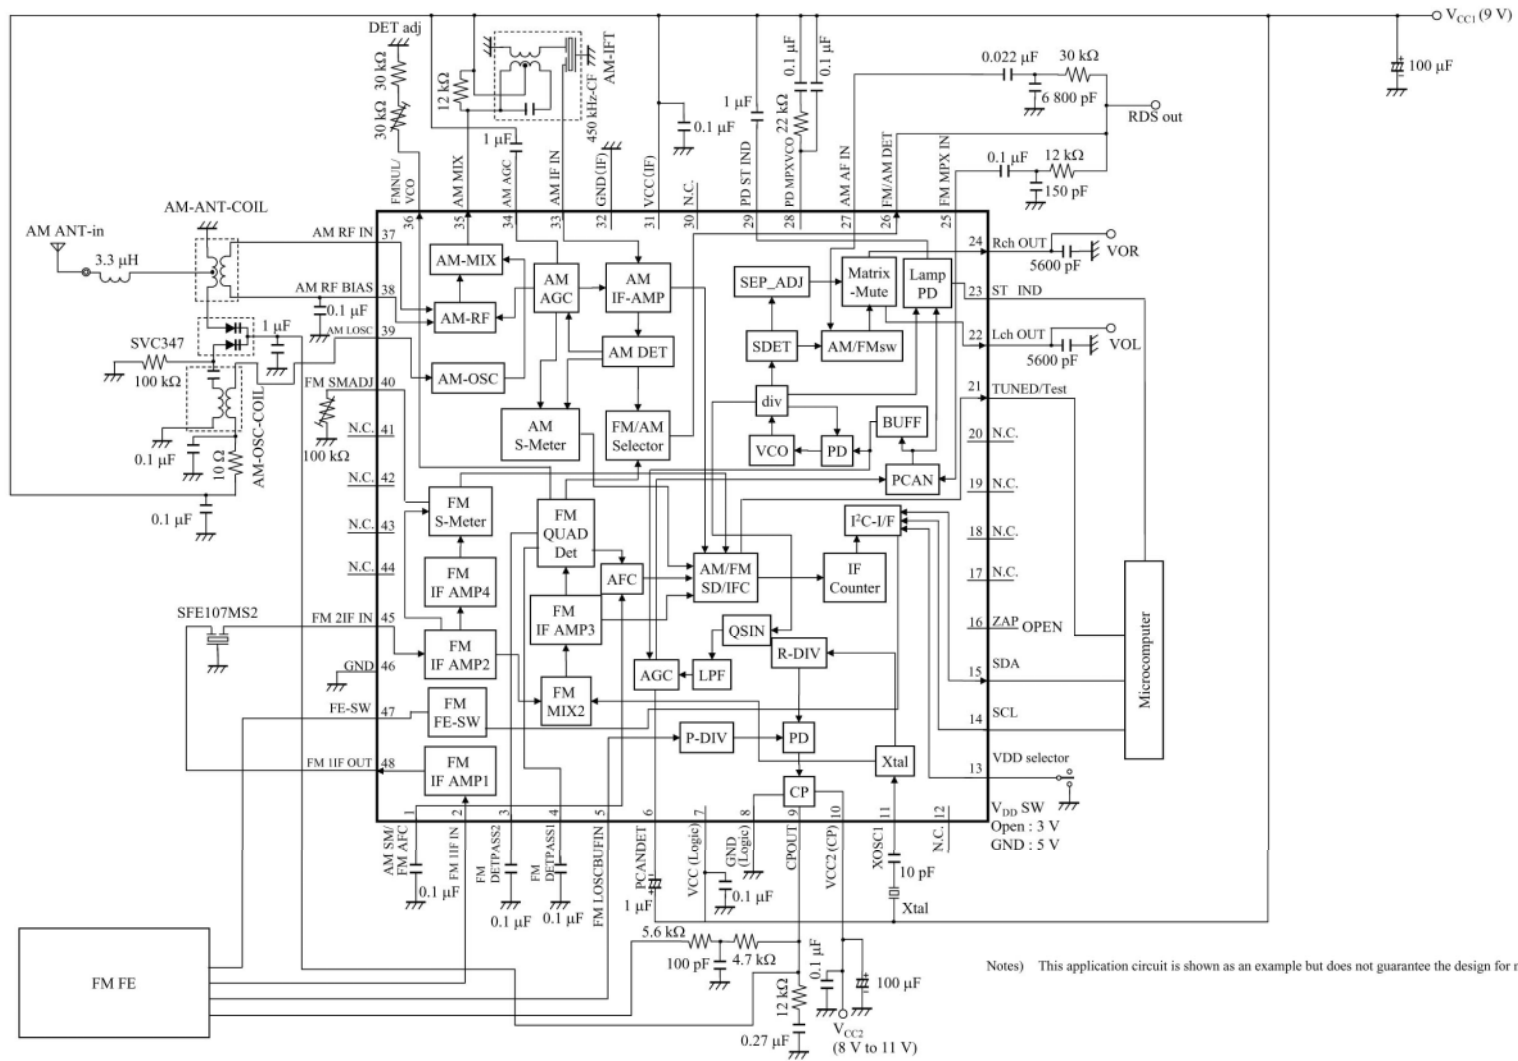 V_CC1 (9 V)
DET adj
30 kΩ
30 kΩ
12 kΩ
AM-IFT
450 kHz-CF
1 μF
0.1 μF
1 μF
0.1 μF
0.1 μF
22 kΩ
0.022 μF
30 kΩ
6 800 pF
100 μF
RDS out
0.1 μF
12 kΩ
150 pF
FMNUL/
VCO
AM MIX
AM AGC
AM IF IN
GND(IF)
VCC(IF)
N.C.
PD ST IND
PD MPXVCO
AM AF IN
FM/AM DET
FM MPX IN
36
35
34
33
32
31
30
29
28
27
26
25
AM-ANT-COIL
AM ANT-in
3.3 μH
AM RF IN
37
AM RF BIAS
38
0.1 μF
1 μF
AM LOSC
39
SVC347
100 kΩ
FM SMADJ
40
100 kΩ
AM-OSC-COIL
0.1 μF
10 Ω
0.1 μF
N.C.
41
N.C.
42
N.C.
43
N.C.
44
SFE107MS2
FM 2IF IN
45
GND
46
FE-SW
47
FM 1IF OUT
48
AM-MIX
AM
AGC
AM
IF-AMP
AM-RF
AM DET
AM-OSC
AM
S-Meter
FM/AM
Selector
SEP_ADJ
Matrix
-Mute
Lamp
PD
SDET
AM/FMsw
div
BUFF
VCO
PD
PCAN
FM
S-Meter
FM
QUAD
Det
I²C-I/F
FM
IF AMP4
AFC
AM/FM
SD/IFC
IF
Counter
FM
IF AMP3
FM
IF AMP2
QSIN
R-DIV
AGC
LPF
FM
MIX2
FM
FE-SW
P-DIV
PD
Xtal
FM
IF AMP1
CP
24
Rch OUT
VOR
5600 pF
23
ST IND
22
Lch OUT
VOL
5600 pF
21
TUNED/Test
20
N.C.
19
N.C.
18
N.C.
17
N.C.
16
ZAP
OPEN
15
SDA
14
SCL
13
VDD selector
Microcomputer
V_DD SW
Open : 3 V
GND : 5 V
1
2
3
4
5
6
7
8
9
10
11
12
AM SM/
FM AFC
FM 1IF IN
FM
DETPASS2
FM
DETPASS1
FM LOSCBUFIN
PCANDET
VCC (Logic)
GND
(Logic)
CPOUT
VCC2 (CP)
XOSC1
N.C.
0.1 μF
0.1 μF
0.1 μF
1 μF
0.1 μF
10 pF
Xtal
5.6 kΩ
100 pF
4.7 kΩ
12 kΩ
0.27 μF
0.1 μF
100 μF
V_CC2
(8 V to 11 V)
FM FE
Notes) This application circuit is shown as an example but does not guarantee the design for